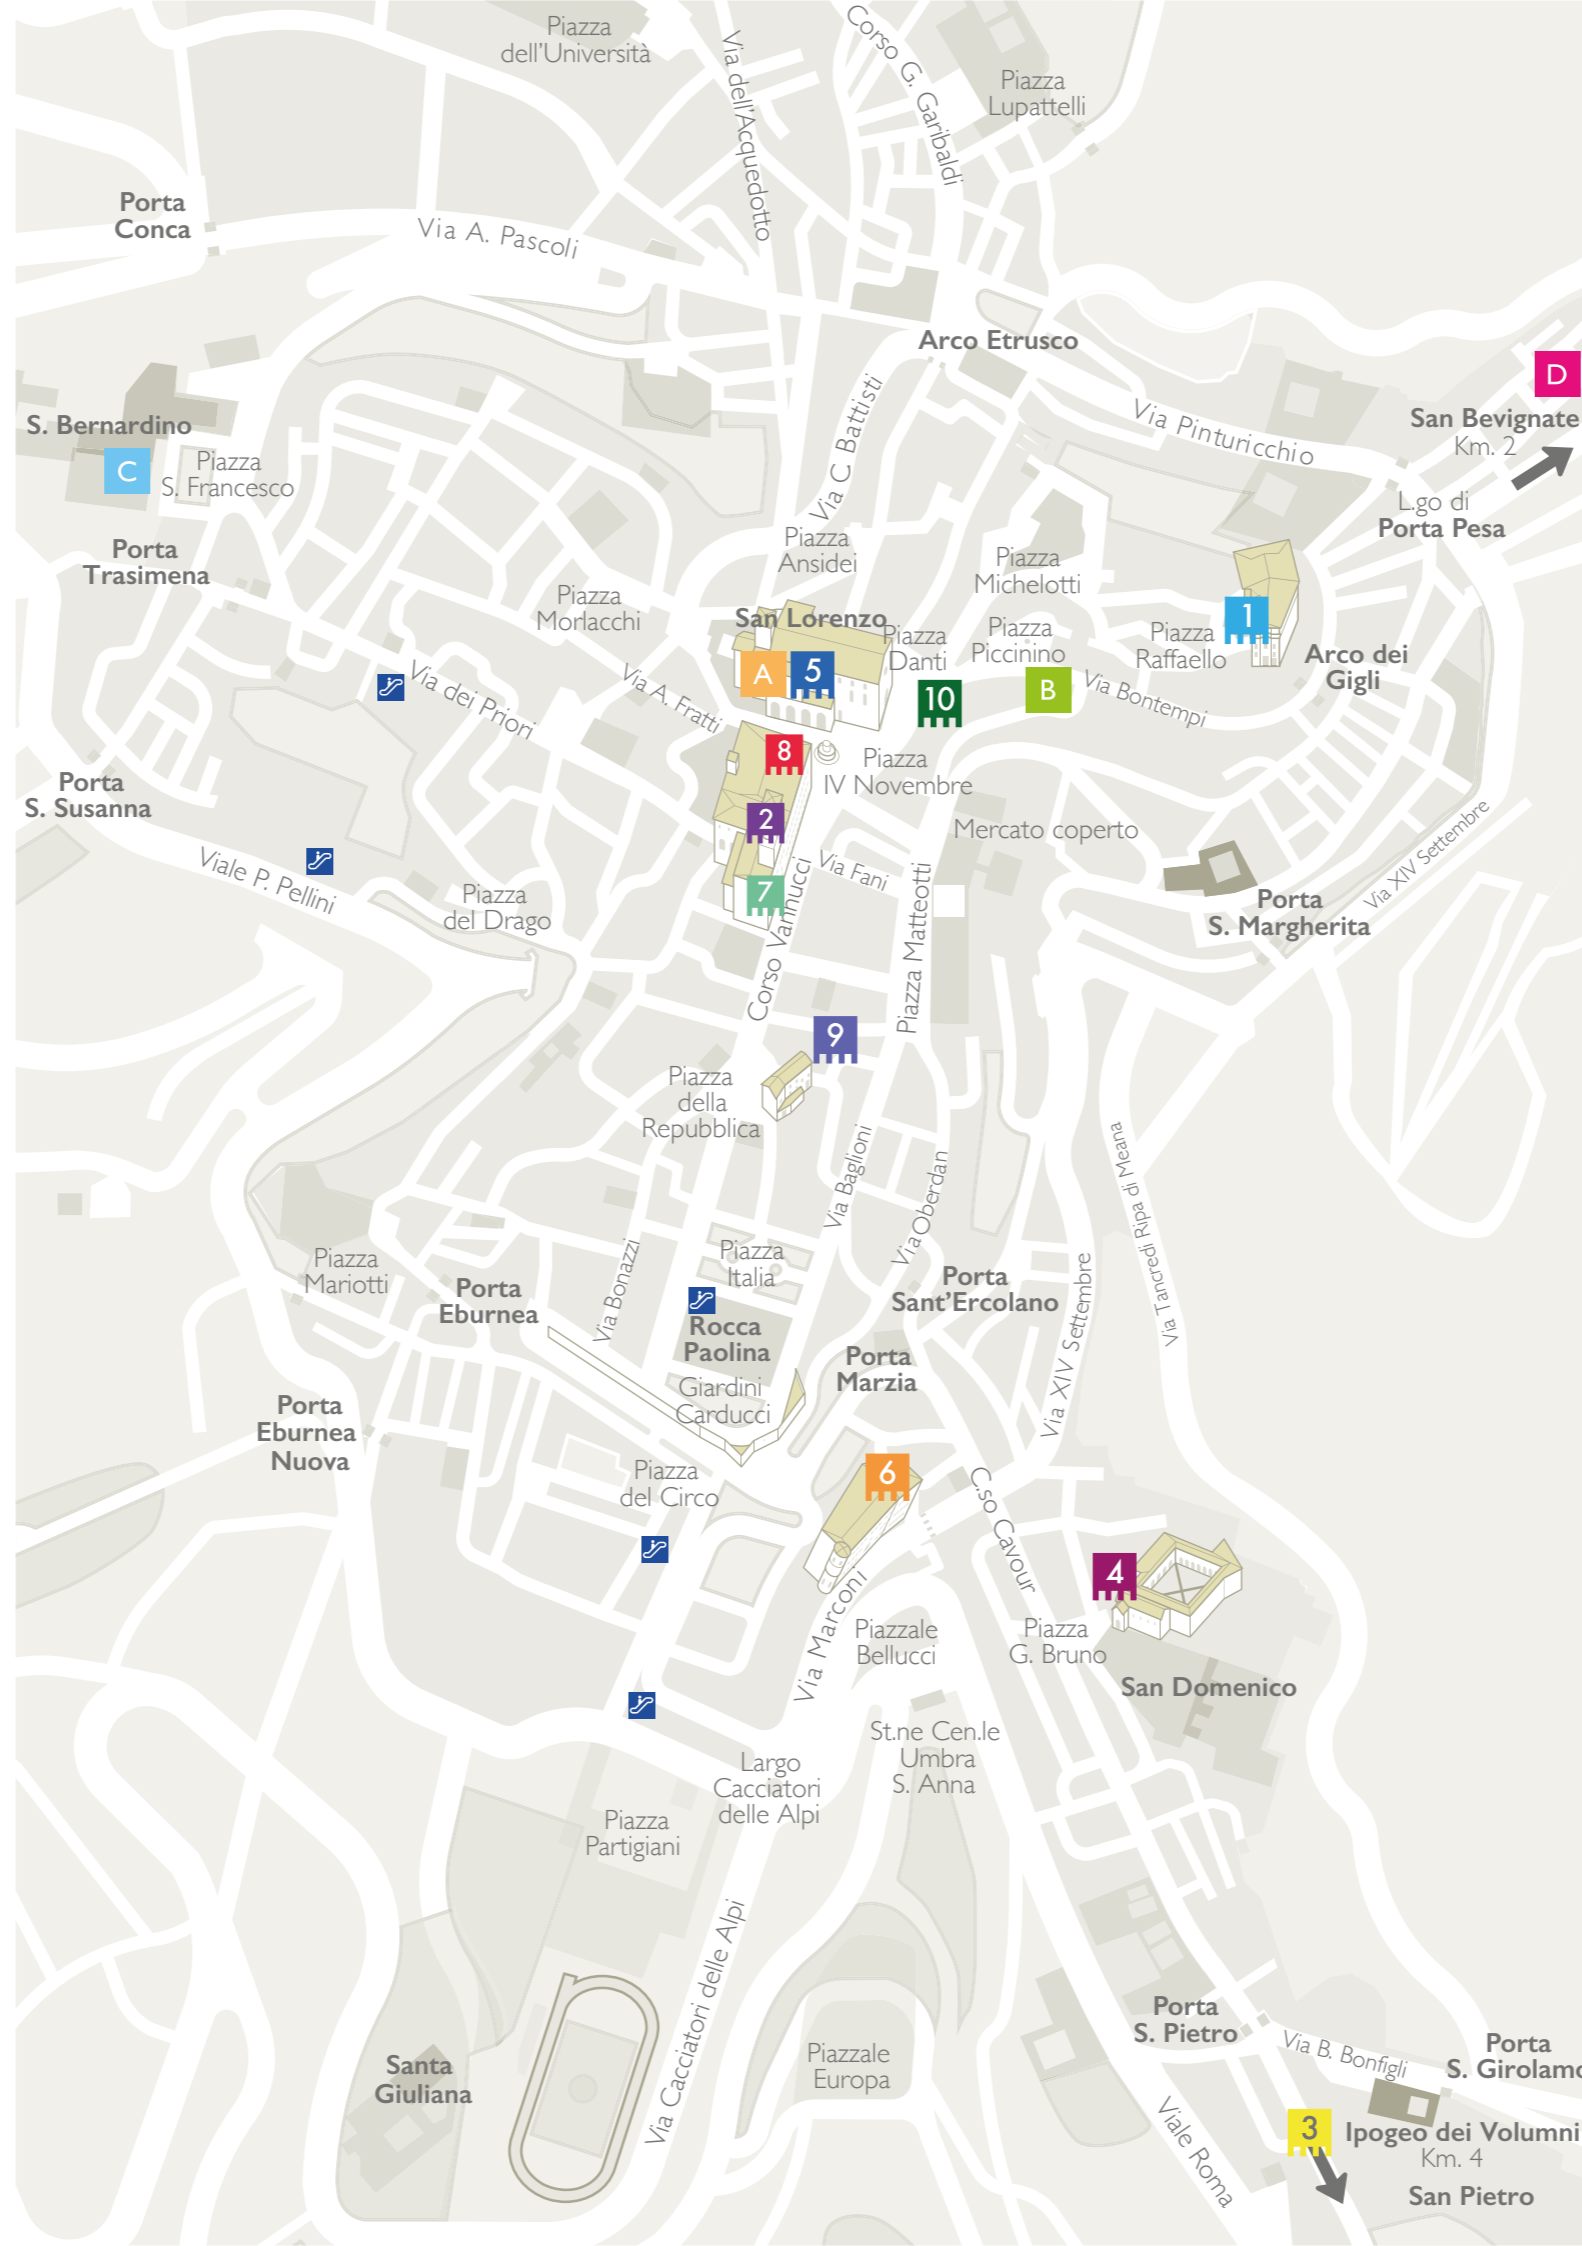 Piazza
dell'Università
Via dell'Acquedotto
Corso G. Garibaldi
Piazza
Lupattelli
Porta
Conca
Via A. Pascoli
Arco Etrusco
D
San Bevignate
Km. 2
Via C Battisti
Via Pinturicchio
S. Bernardino
C
Piazza
S. Francesco
L.go di
Porta Pesa
Piazza
Ansidei
Porta
Trasimena
Piazza
Michelotti
Piazza
Morlacchi
San Lorenzo
Piazza
Danti
Piazza
Piccinino
Piazza
Raffaello
1
Arco dei
Gigli
A
5
10
B
Via Bontempi
Via dei Priori
Via A. Fratti
8
Piazza
IV Novembre
Porta
S. Susanna
2
Mercato coperto
Via XIV Settembre
Viale P. Pellini
Via Fani
7
Piazza
del Drago
Porta
S. Margherita
Corso Vannucci
Piazza Matteotti
9
Piazza
della
Repubblica
Via Baglioni
Via Oberdan
Via Tancredi Ripa di Meana
Piazza
Mariotti
Piazza
Italia
Via Bonazzi
Porta
Eburnea
Porta
Sant'Ercolano
Via XIV Settembre
Rocca
Paolina
Porta
Marzia
Giardini
Carducci
Porta
Eburnea
Nuova
Piazza
del Circo
6
C.so Cavour
4
Via Marconi
Piazzale
Bellucci
Piazza
G. Bruno
San Domenico
St.ne Cen.le
Umbra
S. Anna
Largo
Cacciatori
delle Alpi
Piazza
Partigiani
Via Cacciatori delle Alpi
Porta
S. Pietro
Via B. Bonfigli
Porta
S. Girolamo
Piazzale
Europa
Santa
Giuliana
Viale Roma
3
Ipogeo dei Volumni
Km. 4
San Pietro